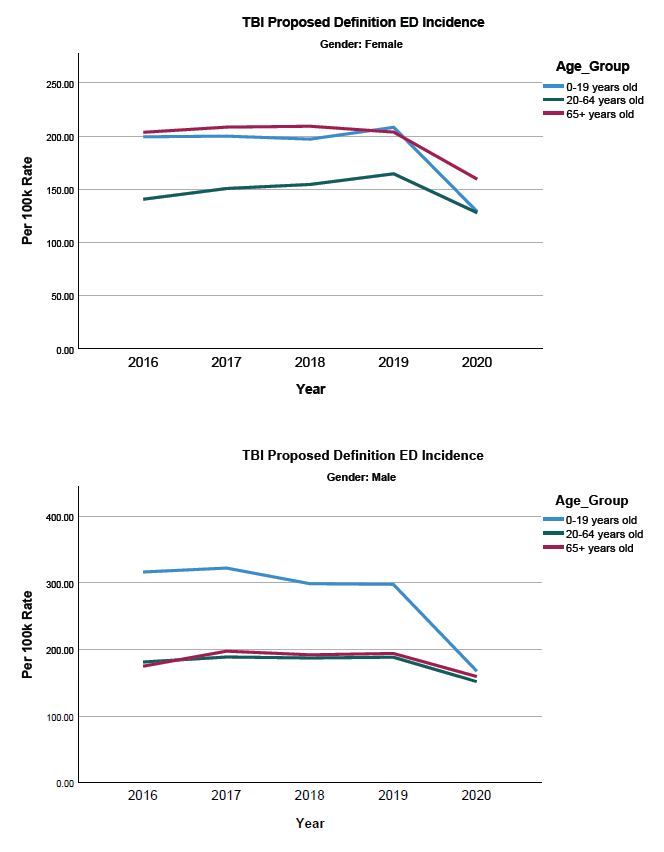 TBI Proposed Definition ED Incidence
Gender: Female
Age_Group
0-19 years old
20-64 years old
65+ years old
Per 100k Rate
250.00
200.00
150.00
100.00
50.00
0.00
2016 2017 2018 2019 2020
Year
TBI Proposed Definition ED Incidence
Gender: Male
Age_Group
0-19 years old
20-64 years old
65+ years old
Per 100k Rate
400.00
300.00
200.00
100.00
0.00
2016 2017 2018 2019 2020
Year